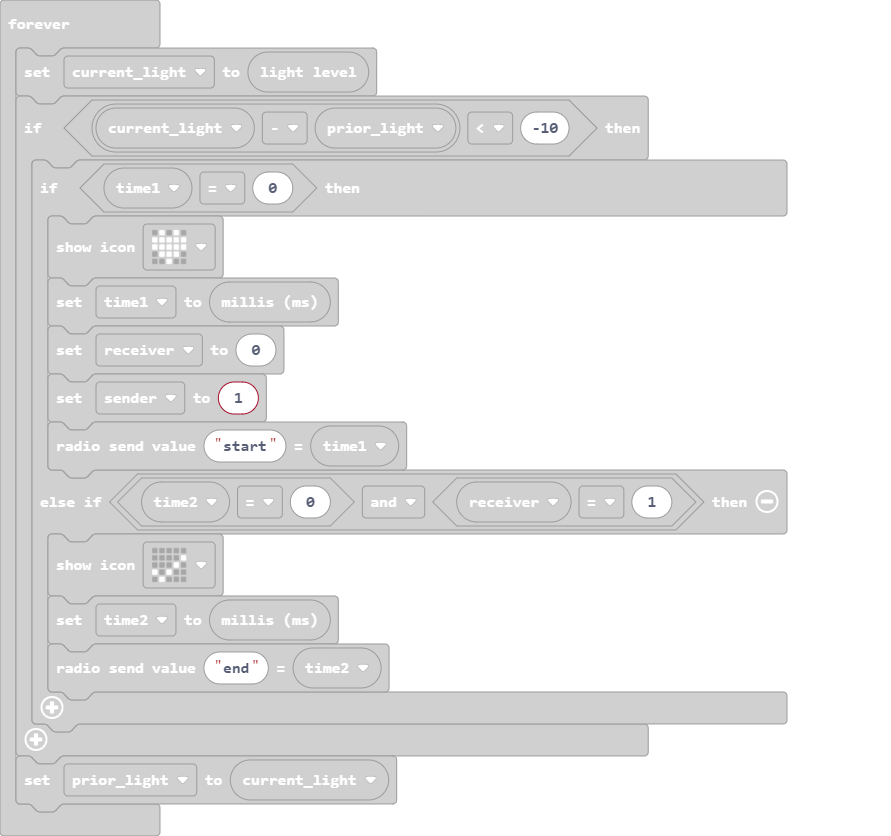 forever
set current_light to light level
if current_light - prior_light < -10 then
if time1 = 0 then
show icon
set time1 to millis (ms)
set receiver to 0
set sender to 1
radio send value "start" = time1
else if time2 = 0 and receiver = 1 then
show icon
set time2 to millis (ms)
radio send value "end" = time2
set prior_light to current_light